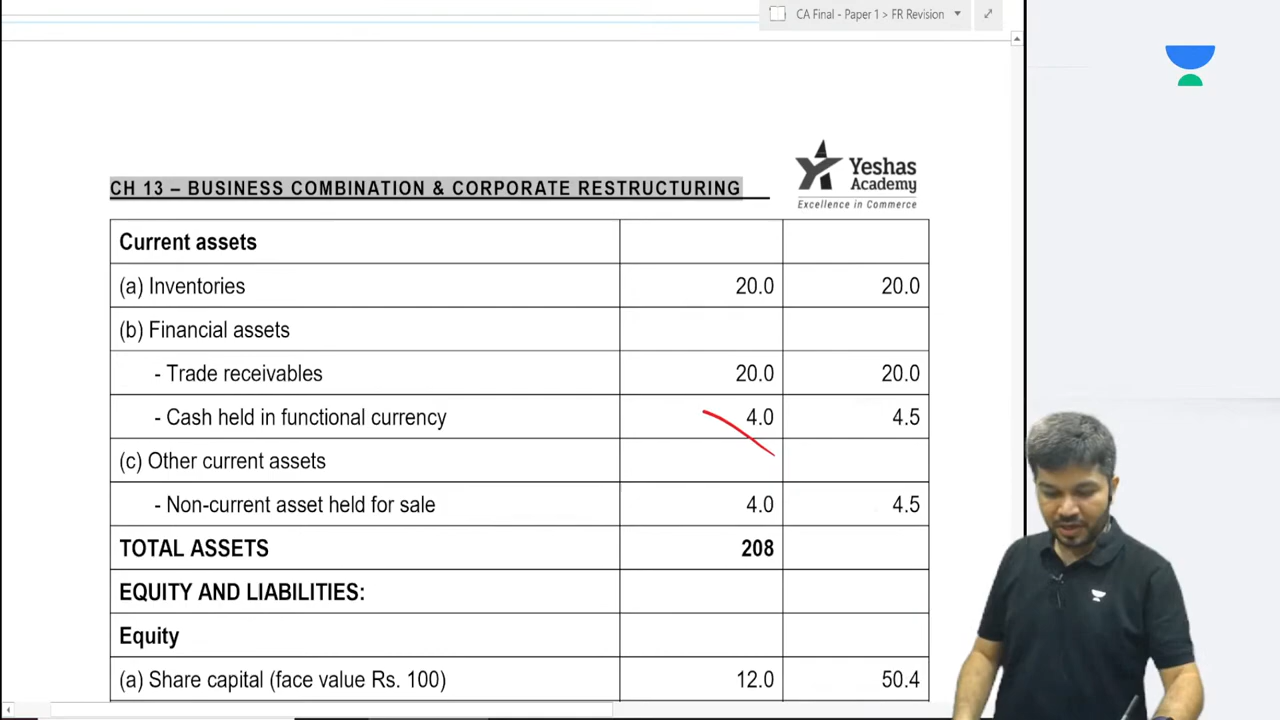 CA Final - Paper 1 > FR Revision
CH 13 – BUSINESS COMBINATION & CORPORATE RESTRUCTURING
Yeshas
Academy
Excellence in Commerce
Current assets
(a) Inventories 20.0 20.0
(b) Financial assets
- Trade receivables 20.0 20.0
- Cash held in functional currency 4.0 4.5
(c) Other current assets
- Non-current asset held for sale 4.0 4.5
TOTAL ASSETS 208
EQUITY AND LIABILITIES:
Equity
(a) Share capital (face value Rs. 100) 12.0 50.4